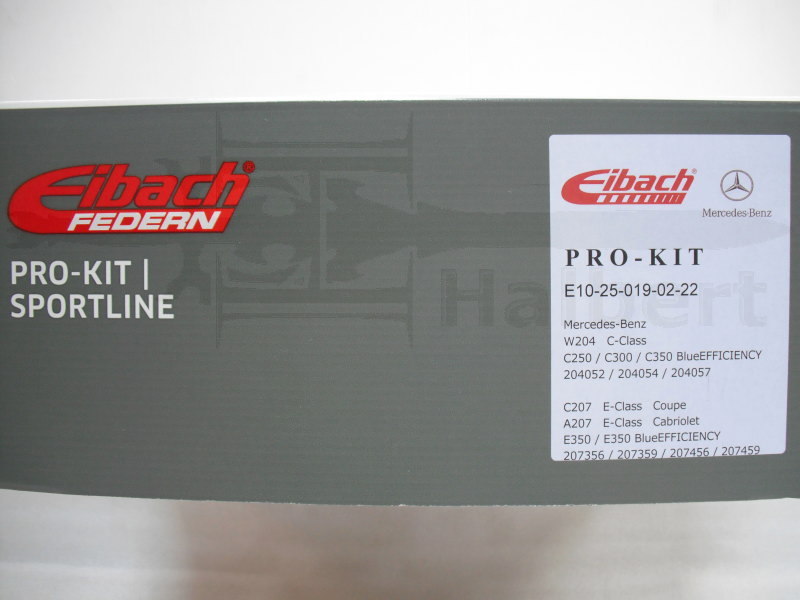 Eibach®
FEDERN
PRO-KIT |
SPORTLINE
Eibach
Mercedes-Benz
PRO-KIT
E10-25-019-02-22
Mercedes-Benz
W204 C-Class
C250 / C300 / C350 BlueEFFICIENCY
204052 / 204054 / 204057
C207 E-Class Coupe
A207 E-Class Cabriolet
E350 / E350 BlueEFFICIENCY
207356 / 207359 / 207456 / 207459
Halbert